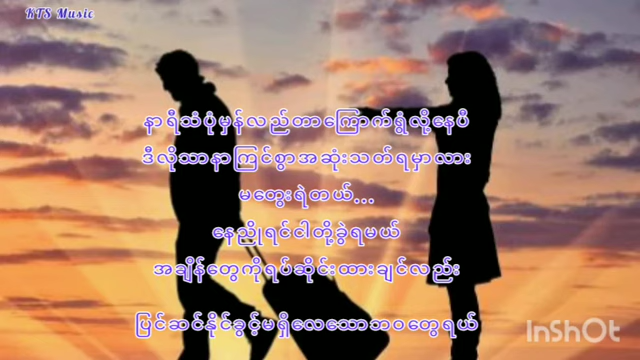 KTS Music
နာရီသံပုံမှန်လည်တာကြောက်ရွံ့လို့နေပီ
ဒီလိုသာနာကြင်စွာအဆုံးသတ်ရမှာလား
မတွေးရဲတယ်...
နေညိုရင်ငါတို့ခွဲရမယ်
အချိန်တွေကိုရပ်ဆိုင်းထားချင်လည်း
ပြင်ဆင်နိုင်ခွင့်မရှိလေသောဘဝတွေရယ်
InShOt